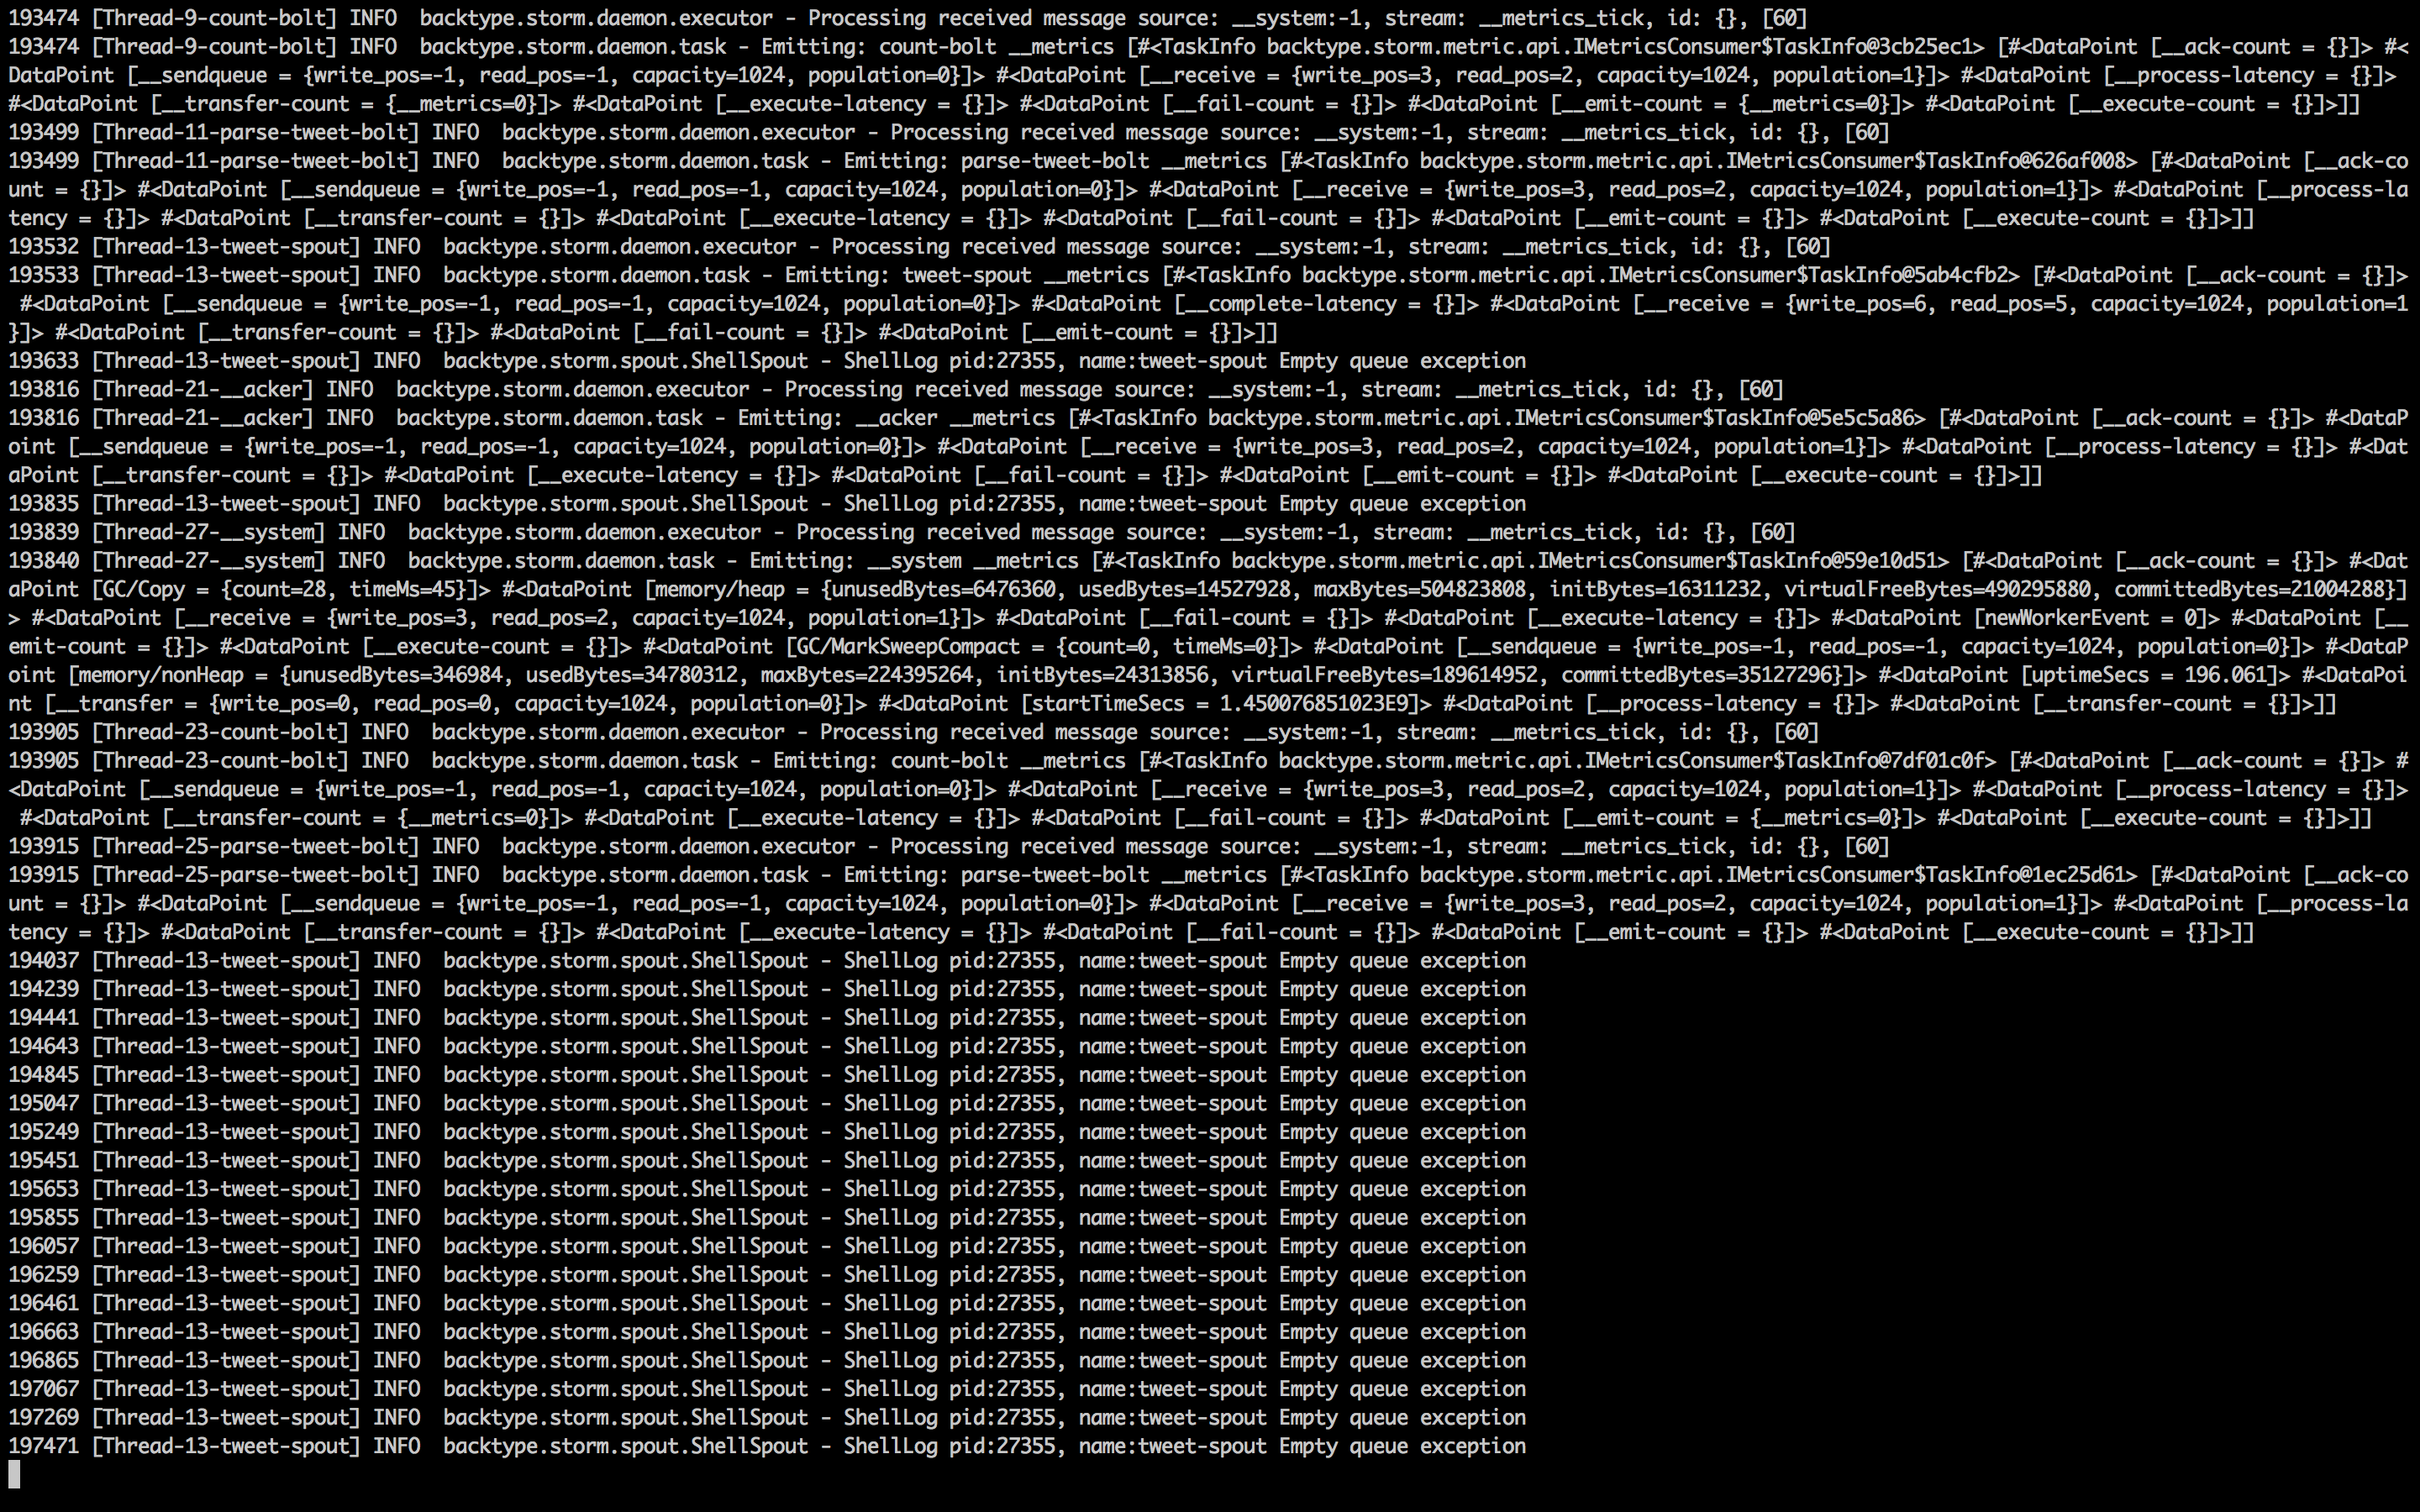 193474 [Thread-9-count-bolt] INFO  backtype.storm.daemon.executor - Processing received message source: __system:-1, stream: __metrics_tick, id: {}, [60]
193474 [Thread-9-count-bolt] INFO  backtype.storm.daemon.task - Emitting: count-bolt __metrics [#<TaskInfo backtype.storm.metric.api.IMetricsConsumer$TaskInfo@3cb25ec1> [#<DataPoint [__ack-count = {}]> #<
DataPoint [__sendqueue = {write_pos=-1, read_pos=-1, capacity=1024, population=0}]> #<DataPoint [__receive = {write_pos=3, read_pos=2, capacity=1024, population=1}]> #<DataPoint [__process-latency = {}]>
#<DataPoint [__transfer-count = {__metrics=0}]> #<DataPoint [__execute-latency = {}]> #<DataPoint [__fail-count = {}]> #<DataPoint [__emit-count = {__metrics=0}]> #<DataPoint [__execute-count = {}]>]]
193499 [Thread-11-parse-tweet-bolt] INFO  backtype.storm.daemon.executor - Processing received message source: __system:-1, stream: __metrics_tick, id: {}, [60]
193499 [Thread-11-parse-tweet-bolt] INFO  backtype.storm.daemon.task - Emitting: parse-tweet-bolt __metrics [#<TaskInfo backtype.storm.metric.api.IMetricsConsumer$TaskInfo@626af008> [#<DataPoint [__ack-co
unt = {}]> #<DataPoint [__sendqueue = {write_pos=-1, read_pos=-1, capacity=1024, population=0}]> #<DataPoint [__receive = {write_pos=3, read_pos=2, capacity=1024, population=1}]> #<DataPoint [__process-la
tency = {}]> #<DataPoint [__transfer-count = {}]> #<DataPoint [__execute-latency = {}]> #<DataPoint [__fail-count = {}]> #<DataPoint [__emit-count = {}]> #<DataPoint [__execute-count = {}]>]]
193532 [Thread-13-tweet-spout] INFO  backtype.storm.daemon.executor - Processing received message source: __system:-1, stream: __metrics_tick, id: {}, [60]
193533 [Thread-13-tweet-spout] INFO  backtype.storm.daemon.task - Emitting: tweet-spout __metrics [#<TaskInfo backtype.storm.metric.api.IMetricsConsumer$TaskInfo@5ab4cfb2> [#<DataPoint [__ack-count = {}]>
 #<DataPoint [__sendqueue = {write_pos=-1, read_pos=-1, capacity=1024, population=0}]> #<DataPoint [__complete-latency = {}]> #<DataPoint [__receive = {write_pos=6, read_pos=5, capacity=1024, population=1
}]> #<DataPoint [__transfer-count = {}]> #<DataPoint [__fail-count = {}]> #<DataPoint [__emit-count = {}]>]]
193633 [Thread-13-tweet-spout] INFO  backtype.storm.spout.ShellSpout - ShellLog pid:27355, name:tweet-spout Empty queue exception
193816 [Thread-21-__acker] INFO  backtype.storm.daemon.executor - Processing received message source: __system:-1, stream: __metrics_tick, id: {}, [60]
193816 [Thread-21-__acker] INFO  backtype.storm.daemon.task - Emitting: __acker __metrics [#<TaskInfo backtype.storm.metric.api.IMetricsConsumer$TaskInfo@5e5c5a86> [#<DataPoint [__ack-count = {}]> #<DataP
oint [__sendqueue = {write_pos=-1, read_pos=-1, capacity=1024, population=0}]> #<DataPoint [__receive = {write_pos=3, read_pos=2, capacity=1024, population=1}]> #<DataPoint [__process-latency = {}]> #<Dat
aPoint [__transfer-count = {}]> #<DataPoint [__execute-latency = {}]> #<DataPoint [__fail-count = {}]> #<DataPoint [__emit-count = {}]> #<DataPoint [__execute-count = {}]>]]
193835 [Thread-13-tweet-spout] INFO  backtype.storm.spout.ShellSpout - ShellLog pid:27355, name:tweet-spout Empty queue exception
193839 [Thread-27-__system] INFO  backtype.storm.daemon.executor - Processing received message source: __system:-1, stream: __metrics_tick, id: {}, [60]
193840 [Thread-27-__system] INFO  backtype.storm.daemon.task - Emitting: __system __metrics [#<TaskInfo backtype.storm.metric.api.IMetricsConsumer$TaskInfo@59e10d51> [#<DataPoint [__ack-count = {}]> #<Dat
aPoint [GC/Copy = {count=28, timeMs=45}]> #<DataPoint [memory/heap = {unusedBytes=6476360, usedBytes=14527928, maxBytes=504823808, initBytes=16311232, virtualFreeBytes=490295880, committedBytes=21004288}]
> #<DataPoint [__receive = {write_pos=3, read_pos=2, capacity=1024, population=1}]> #<DataPoint [__fail-count = {}]> #<DataPoint [__execute-latency = {}]> #<DataPoint [newWorkerEvent = 0]> #<DataPoint [__
emit-count = {}]> #<DataPoint [__execute-count = {}]> #<DataPoint [GC/MarkSweepCompact = {count=0, timeMs=0}]> #<DataPoint [__sendqueue = {write_pos=-1, read_pos=-1, capacity=1024, population=0}]> #<DataP
oint [memory/nonHeap = {unusedBytes=346984, usedBytes=34780312, maxBytes=224395264, initBytes=24313856, virtualFreeBytes=189614952, committedBytes=35127296}]> #<DataPoint [uptimeSecs = 196.061]> #<DataPoi
nt [__transfer = {write_pos=0, read_pos=0, capacity=1024, population=0}]> #<DataPoint [startTimeSecs = 1.450076851023E9]> #<DataPoint [__process-latency = {}]> #<DataPoint [__transfer-count = {}]>]]
193905 [Thread-23-count-bolt] INFO  backtype.storm.daemon.executor - Processing received message source: __system:-1, stream: __metrics_tick, id: {}, [60]
193905 [Thread-23-count-bolt] INFO  backtype.storm.daemon.task - Emitting: count-bolt __metrics [#<TaskInfo backtype.storm.metric.api.IMetricsConsumer$TaskInfo@7df01c0f> [#<DataPoint [__ack-count = {}]> #
<DataPoint [__sendqueue = {write_pos=-1, read_pos=-1, capacity=1024, population=0}]> #<DataPoint [__receive = {write_pos=3, read_pos=2, capacity=1024, population=1}]> #<DataPoint [__process-latency = {}]>
 #<DataPoint [__transfer-count = {__metrics=0}]> #<DataPoint [__execute-latency = {}]> #<DataPoint [__fail-count = {}]> #<DataPoint [__emit-count = {__metrics=0}]> #<DataPoint [__execute-count = {}]>]]
193915 [Thread-25-parse-tweet-bolt] INFO  backtype.storm.daemon.executor - Processing received message source: __system:-1, stream: __metrics_tick, id: {}, [60]
193915 [Thread-25-parse-tweet-bolt] INFO  backtype.storm.daemon.task - Emitting: parse-tweet-bolt __metrics [#<TaskInfo backtype.storm.metric.api.IMetricsConsumer$TaskInfo@1ec25d61> [#<DataPoint [__ack-co
unt = {}]> #<DataPoint [__sendqueue = {write_pos=-1, read_pos=-1, capacity=1024, population=0}]> #<DataPoint [__receive = {write_pos=3, read_pos=2, capacity=1024, population=1}]> #<DataPoint [__process-la
tency = {}]> #<DataPoint [__transfer-count = {}]> #<DataPoint [__execute-latency = {}]> #<DataPoint [__fail-count = {}]> #<DataPoint [__emit-count = {}]> #<DataPoint [__execute-count = {}]>]]
194037 [Thread-13-tweet-spout] INFO  backtype.storm.spout.ShellSpout - ShellLog pid:27355, name:tweet-spout Empty queue exception
194239 [Thread-13-tweet-spout] INFO  backtype.storm.spout.ShellSpout - ShellLog pid:27355, name:tweet-spout Empty queue exception
194441 [Thread-13-tweet-spout] INFO  backtype.storm.spout.ShellSpout - ShellLog pid:27355, name:tweet-spout Empty queue exception
194643 [Thread-13-tweet-spout] INFO  backtype.storm.spout.ShellSpout - ShellLog pid:27355, name:tweet-spout Empty queue exception
194845 [Thread-13-tweet-spout] INFO  backtype.storm.spout.ShellSpout - ShellLog pid:27355, name:tweet-spout Empty queue exception
195047 [Thread-13-tweet-spout] INFO  backtype.storm.spout.ShellSpout - ShellLog pid:27355, name:tweet-spout Empty queue exception
195249 [Thread-13-tweet-spout] INFO  backtype.storm.spout.ShellSpout - ShellLog pid:27355, name:tweet-spout Empty queue exception
195451 [Thread-13-tweet-spout] INFO  backtype.storm.spout.ShellSpout - ShellLog pid:27355, name:tweet-spout Empty queue exception
195653 [Thread-13-tweet-spout] INFO  backtype.storm.spout.ShellSpout - ShellLog pid:27355, name:tweet-spout Empty queue exception
195855 [Thread-13-tweet-spout] INFO  backtype.storm.spout.ShellSpout - ShellLog pid:27355, name:tweet-spout Empty queue exception
196057 [Thread-13-tweet-spout] INFO  backtype.storm.spout.ShellSpout - ShellLog pid:27355, name:tweet-spout Empty queue exception
196259 [Thread-13-tweet-spout] INFO  backtype.storm.spout.ShellSpout - ShellLog pid:27355, name:tweet-spout Empty queue exception
196461 [Thread-13-tweet-spout] INFO  backtype.storm.spout.ShellSpout - ShellLog pid:27355, name:tweet-spout Empty queue exception
196663 [Thread-13-tweet-spout] INFO  backtype.storm.spout.ShellSpout - ShellLog pid:27355, name:tweet-spout Empty queue exception
196865 [Thread-13-tweet-spout] INFO  backtype.storm.spout.ShellSpout - ShellLog pid:27355, name:tweet-spout Empty queue exception
197067 [Thread-13-tweet-spout] INFO  backtype.storm.spout.ShellSpout - ShellLog pid:27355, name:tweet-spout Empty queue exception
197269 [Thread-13-tweet-spout] INFO  backtype.storm.spout.ShellSpout - ShellLog pid:27355, name:tweet-spout Empty queue exception
197471 [Thread-13-tweet-spout] INFO  backtype.storm.spout.ShellSpout - ShellLog pid:27355, name:tweet-spout Empty queue exception